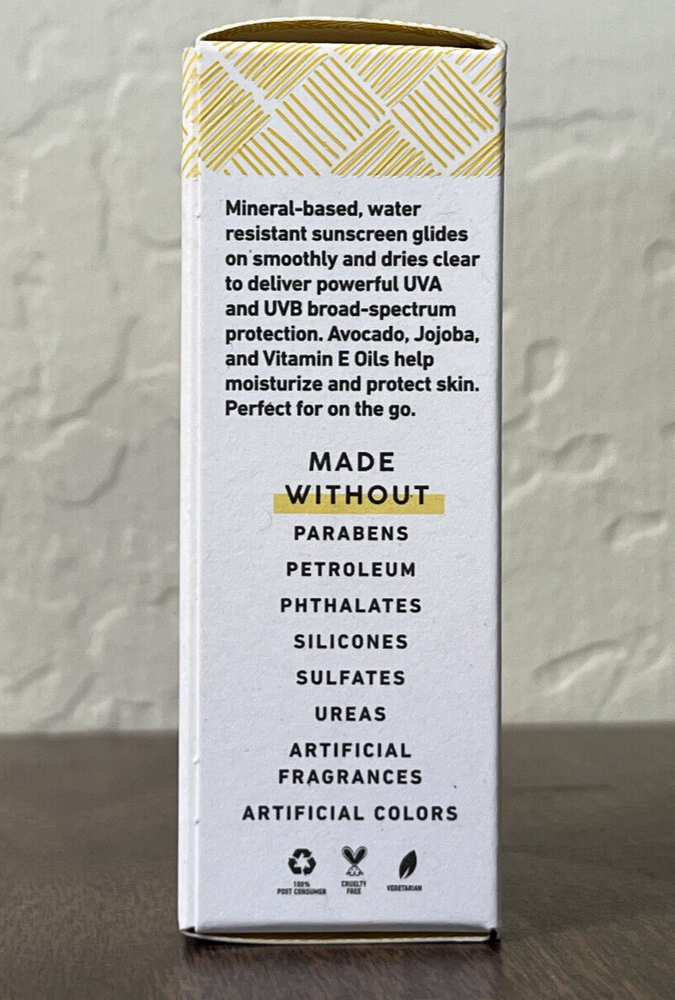 Mineral-based, water
resistant sunscreen glides
on smoothly and dries clear
to deliver powerful UVA
and UVB broad-spectrum
protection. Avocado, Jojoba,
and Vitamin E Oils help
moisturize and protect skin.
Perfect for on the go.
MADE
WITHOUT
PARABENS
PETROLEUM
PHTHALATES
SILICONES
SULFATES
UREAS
ARTIFICIAL
FRAGRANCES
ARTIFICIAL COLORS
100%
POST CONSUMER
CRUELTY
FREE
VEGETARIAN